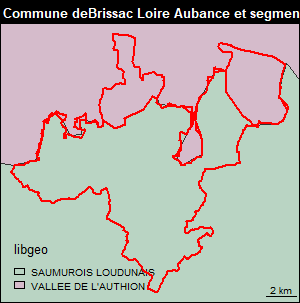 Commune deBrissac Loire Aubance et segmen
libgeo
SAUMUROIS LOUDUNAIS
VALLEE DE L'AUTHION
2 km